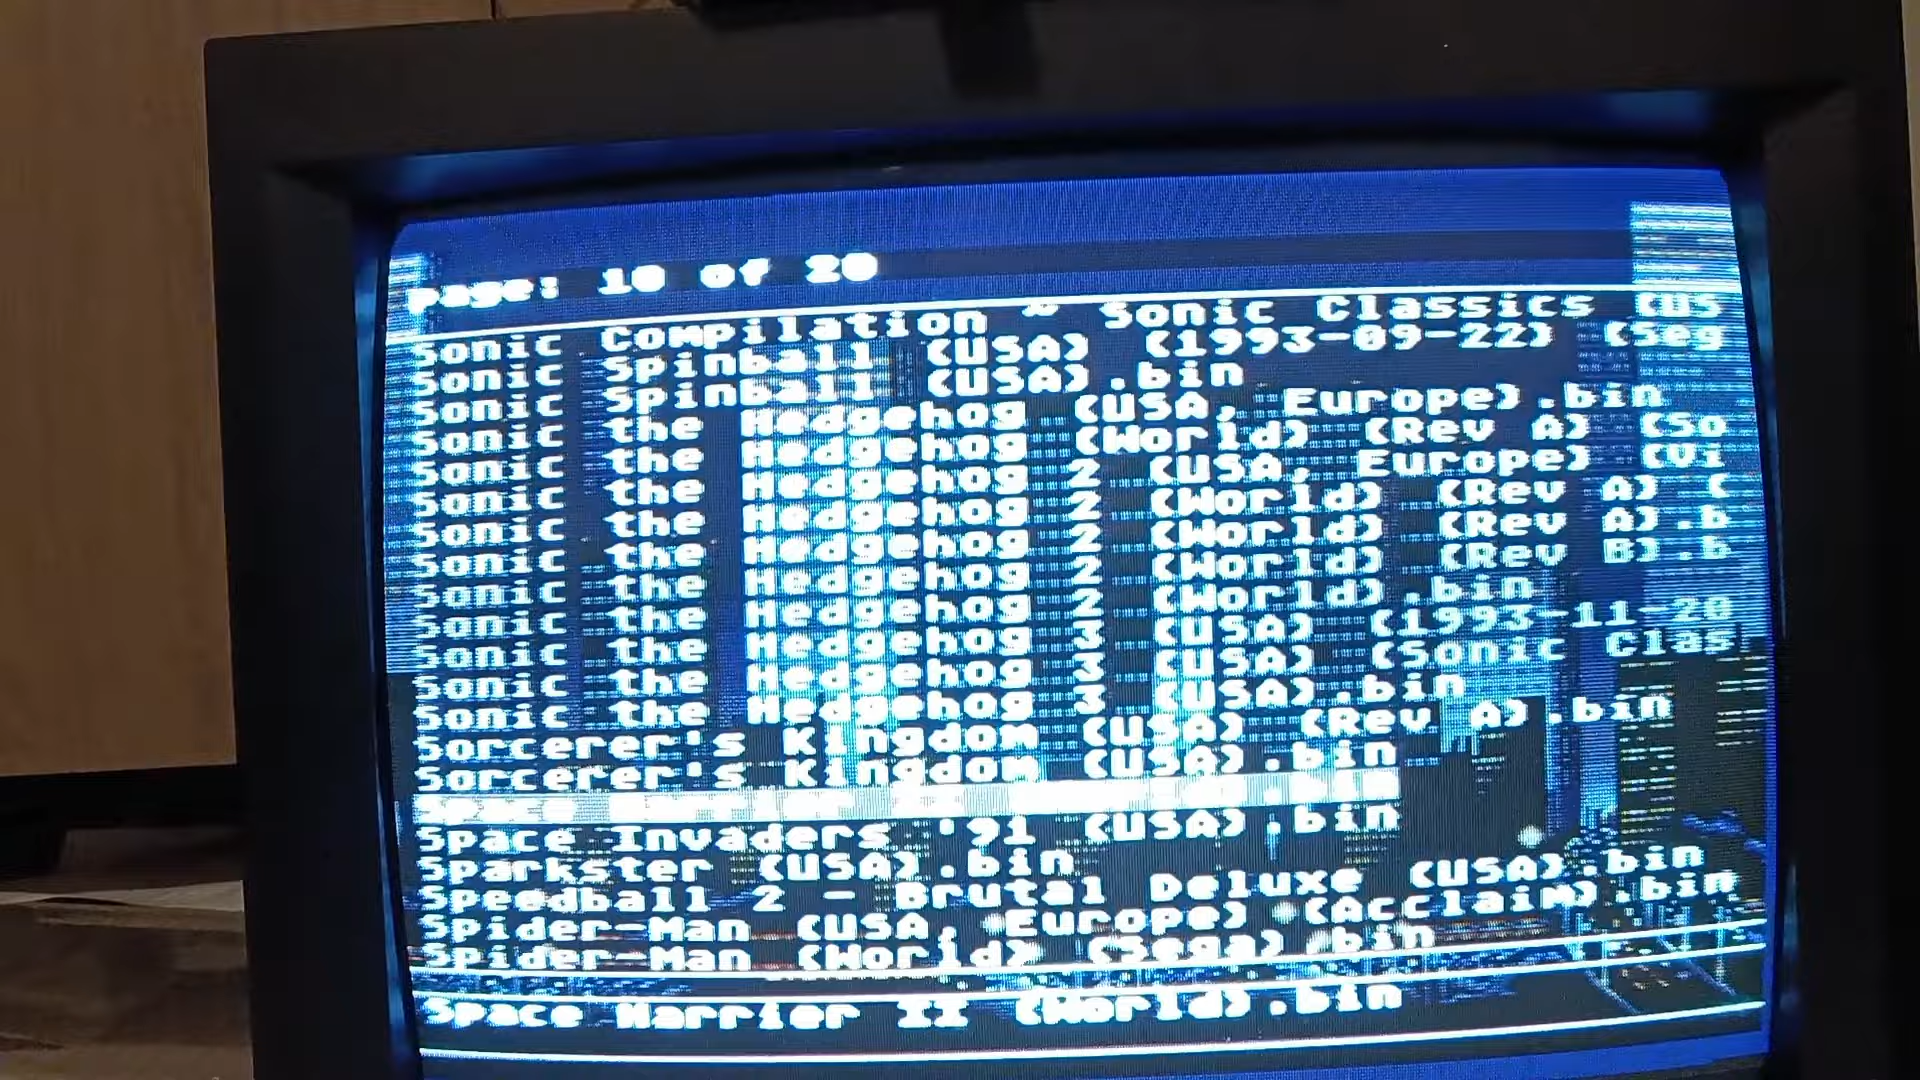 page: 10 of 20
Sonic Compilation ~ Sonic Classics (US
Sonic Spinball (USA) (1993-09-22) (Seg
Sonic Spinball (USA).bin
Sonic the Hedgehog (USA, Europe).bin
Sonic the Hedgehog (World) (Rev A) (So
Sonic the Hedgehog 2 (USA, Europe) (Vi
Sonic the Hedgehog 2 (World) (Rev A) (
Sonic the Hedgehog 2 (World) (Rev A).b
Sonic the Hedgehog 2 (World) (Rev B).b
Sonic the Hedgehog 2 (World).bin
Sonic the Hedgehog 3 (USA) (1993-11-20
Sonic the Hedgehog 3 (USA) (Sonic Clas
Sonic the Hedgehog 3 (USA).bin
Sorcerer's Kingdom (USA) (Rev A).bin
Sorcerer's Kingdom (USA).bin
Space Harrier II (World).bin
Space Invaders '91 (USA).bin
Sparkster (USA).bin
Speedball 2 - Brutal Deluxe (USA).bin
Spider-Man (USA, Europe) (Acclaim).bin
Spider-Man (World) (Sega).bin
Space Harrier II (World).bin